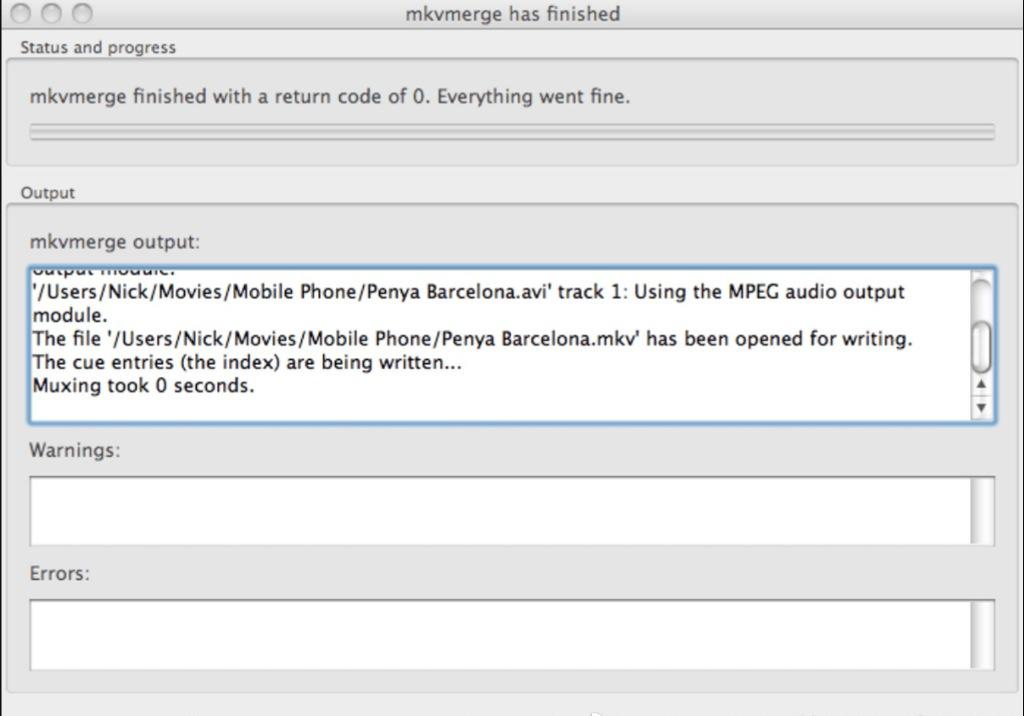 mkvmerge has finished
Status and progress
mkvmerge finished with a return code of 0. Everything went fine.
Output
mkvmerge output:
output module.
'/Users/Nick/Movies/Mobile Phone/Penya Barcelona.avi' track 1: Using the MPEG audio output
module.
The file '/Users/Nick/Movies/Mobile Phone/Penya Barcelona.mkv' has been opened for writing.
The cue entries (the index) are being written...
Muxing took 0 seconds.
Warnings:
Errors: